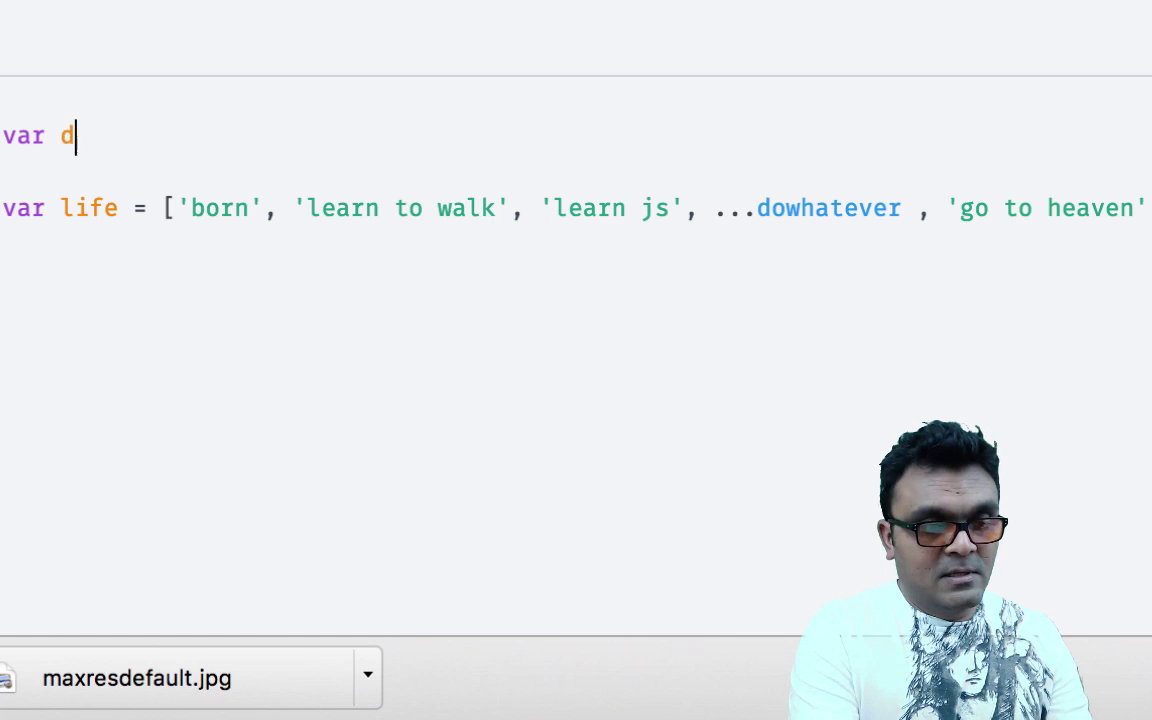 var d
var life = ['born', 'learn to walk', 'learn js', ...dowhatever , 'go to heaven'
maxresdefault.jpg